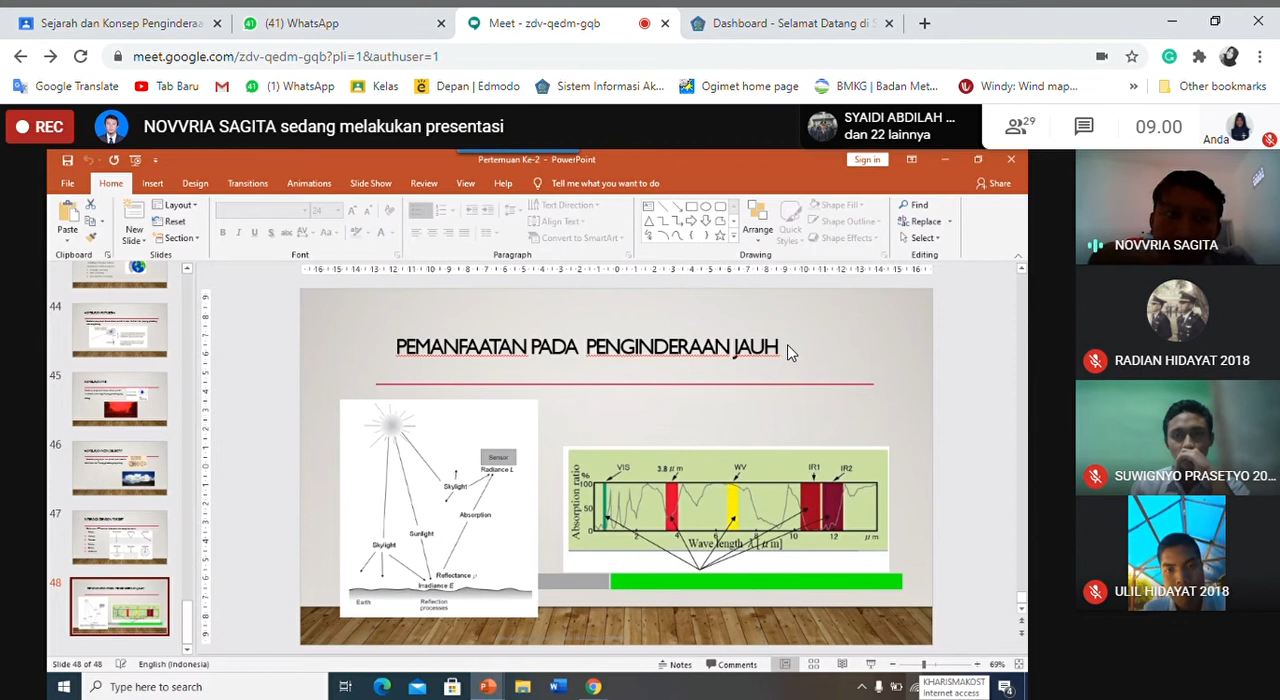 Sejarah dan Konsep Penginderaa
(41) WhatsApp
Meet - zdv-qedm-gqb
Dashboard - Selamat Datang di S
meet.google.com/zdv-qedm-gqb?pli=1&authuser=1
Google Translate
Tab Baru
(1) WhatsApp
Kelas
Depan | Edmodo
Sistem Informasi Ak...
Ogimet home page
BMKG | Badan Met...
Windy: Wind map...
Other bookmarks
REC
NOVVRIA SAGITA sedang melakukan presentasi
SYAIDI ABDILAH ...
dan 22 lainnya
29
09.00
Anda
Pertemuan Ke-2 - PowerPoint
Sign in
File
Home
Insert
Design
Transitions
Animations
Slide Show
Review
View
Help
Tell me what you want to do
Share
Paste
Clipboard
New
Slide
Layout
Reset
Section
Slides
24
Font
Paragraph
Text Direction
Align Text
Convert to SmartArt
Arrange
Quick
Styles
Shape Fill
Shape Outline
Shape Effects
Drawing
Find
Replace
Select
Editing
44
45
46
47
48
PEMANFAATAN PADA PENGINDERAAN JAUH
Sensor
Radiance L
Skylight
Absorption
Sunlight
Skylight
Reflectance ρ
Irradiance E
Earth
Reflection
processes
VIS
3.8 μ m
WV
IR1
IR2
Absorption ratio
%
100
50
0
2
4
6
8
10
12
μ m
Wave length λ [ μ m]
NOVVRIA SAGITA
RADIAN HIDAYAT 2018
SUWIGNYO PRASETYO 20...
ULIL HIDAYAT 2018
Slide 48 of 48
English (Indonesia)
Notes
Comments
69%
Type here to search
KHARISMAKOST
Internet access
4